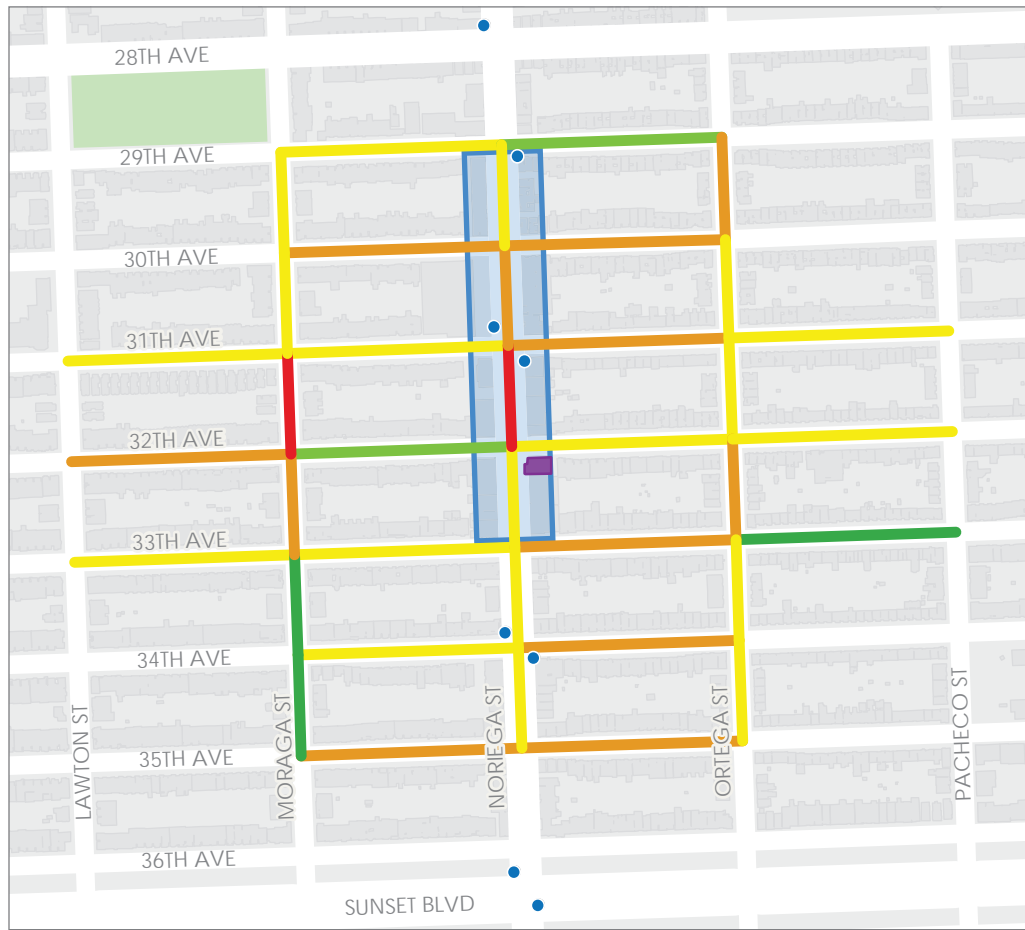 28TH AVE
29TH AVE
30TH AVE
31TH AVE
32TH AVE
33TH AVE
34TH AVE
35TH AVE
36TH AVE
SUNSET BLVD
LAWTON ST
MORAGA ST
NORIEGA ST
ORTEGA ST
PACHECO ST